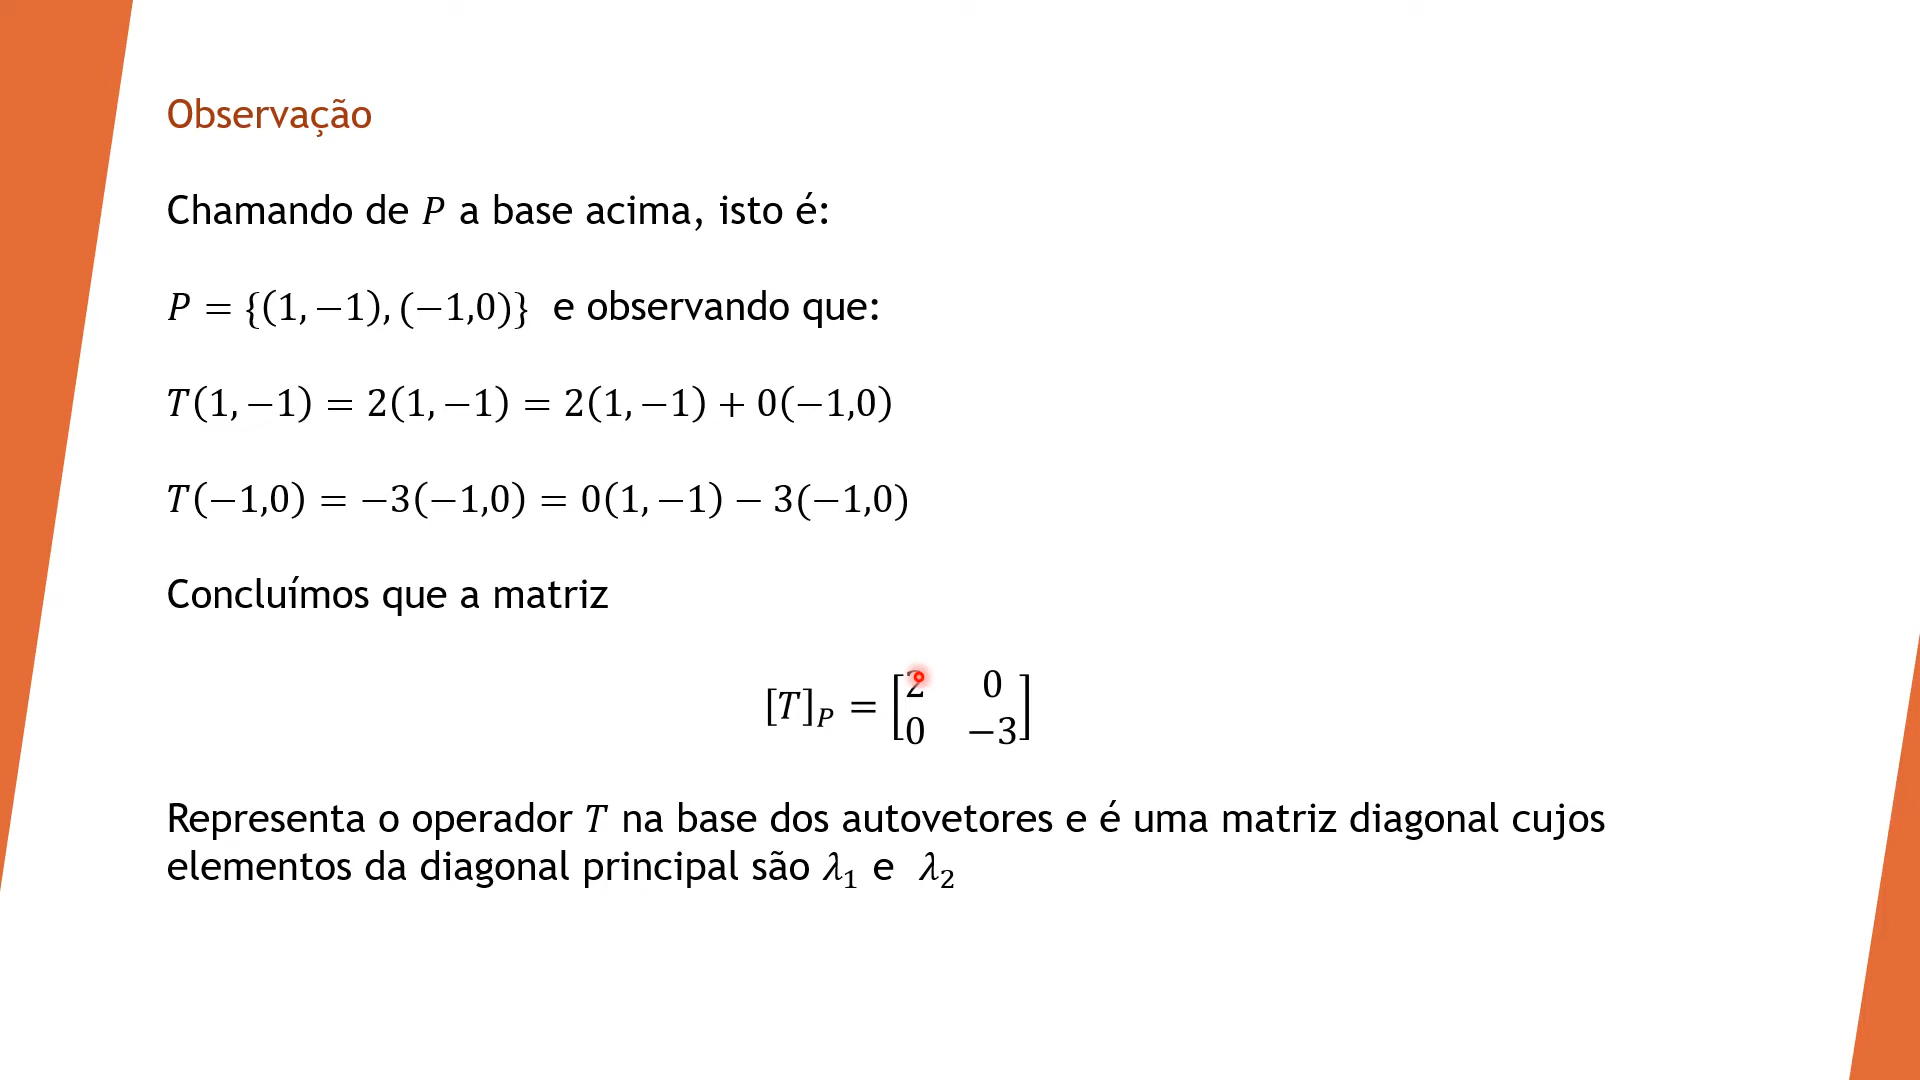 Observação
Chamando de P a base acima, isto é:
P = {(1, −1), (−1,0)} e observando que:
T(1, −1) = 2(1, −1) = 2(1, −1) + 0(−1,0)
T(−1,0) = −3(−1,0) = 0(1, −1) − 3(−1,0)
Concluímos que a matriz
[T]_P = [2 0
0 −3]
Representa o operador T na base dos autovetores e é uma matriz diagonal cujos
elementos da diagonal principal são λ₁ e λ₂